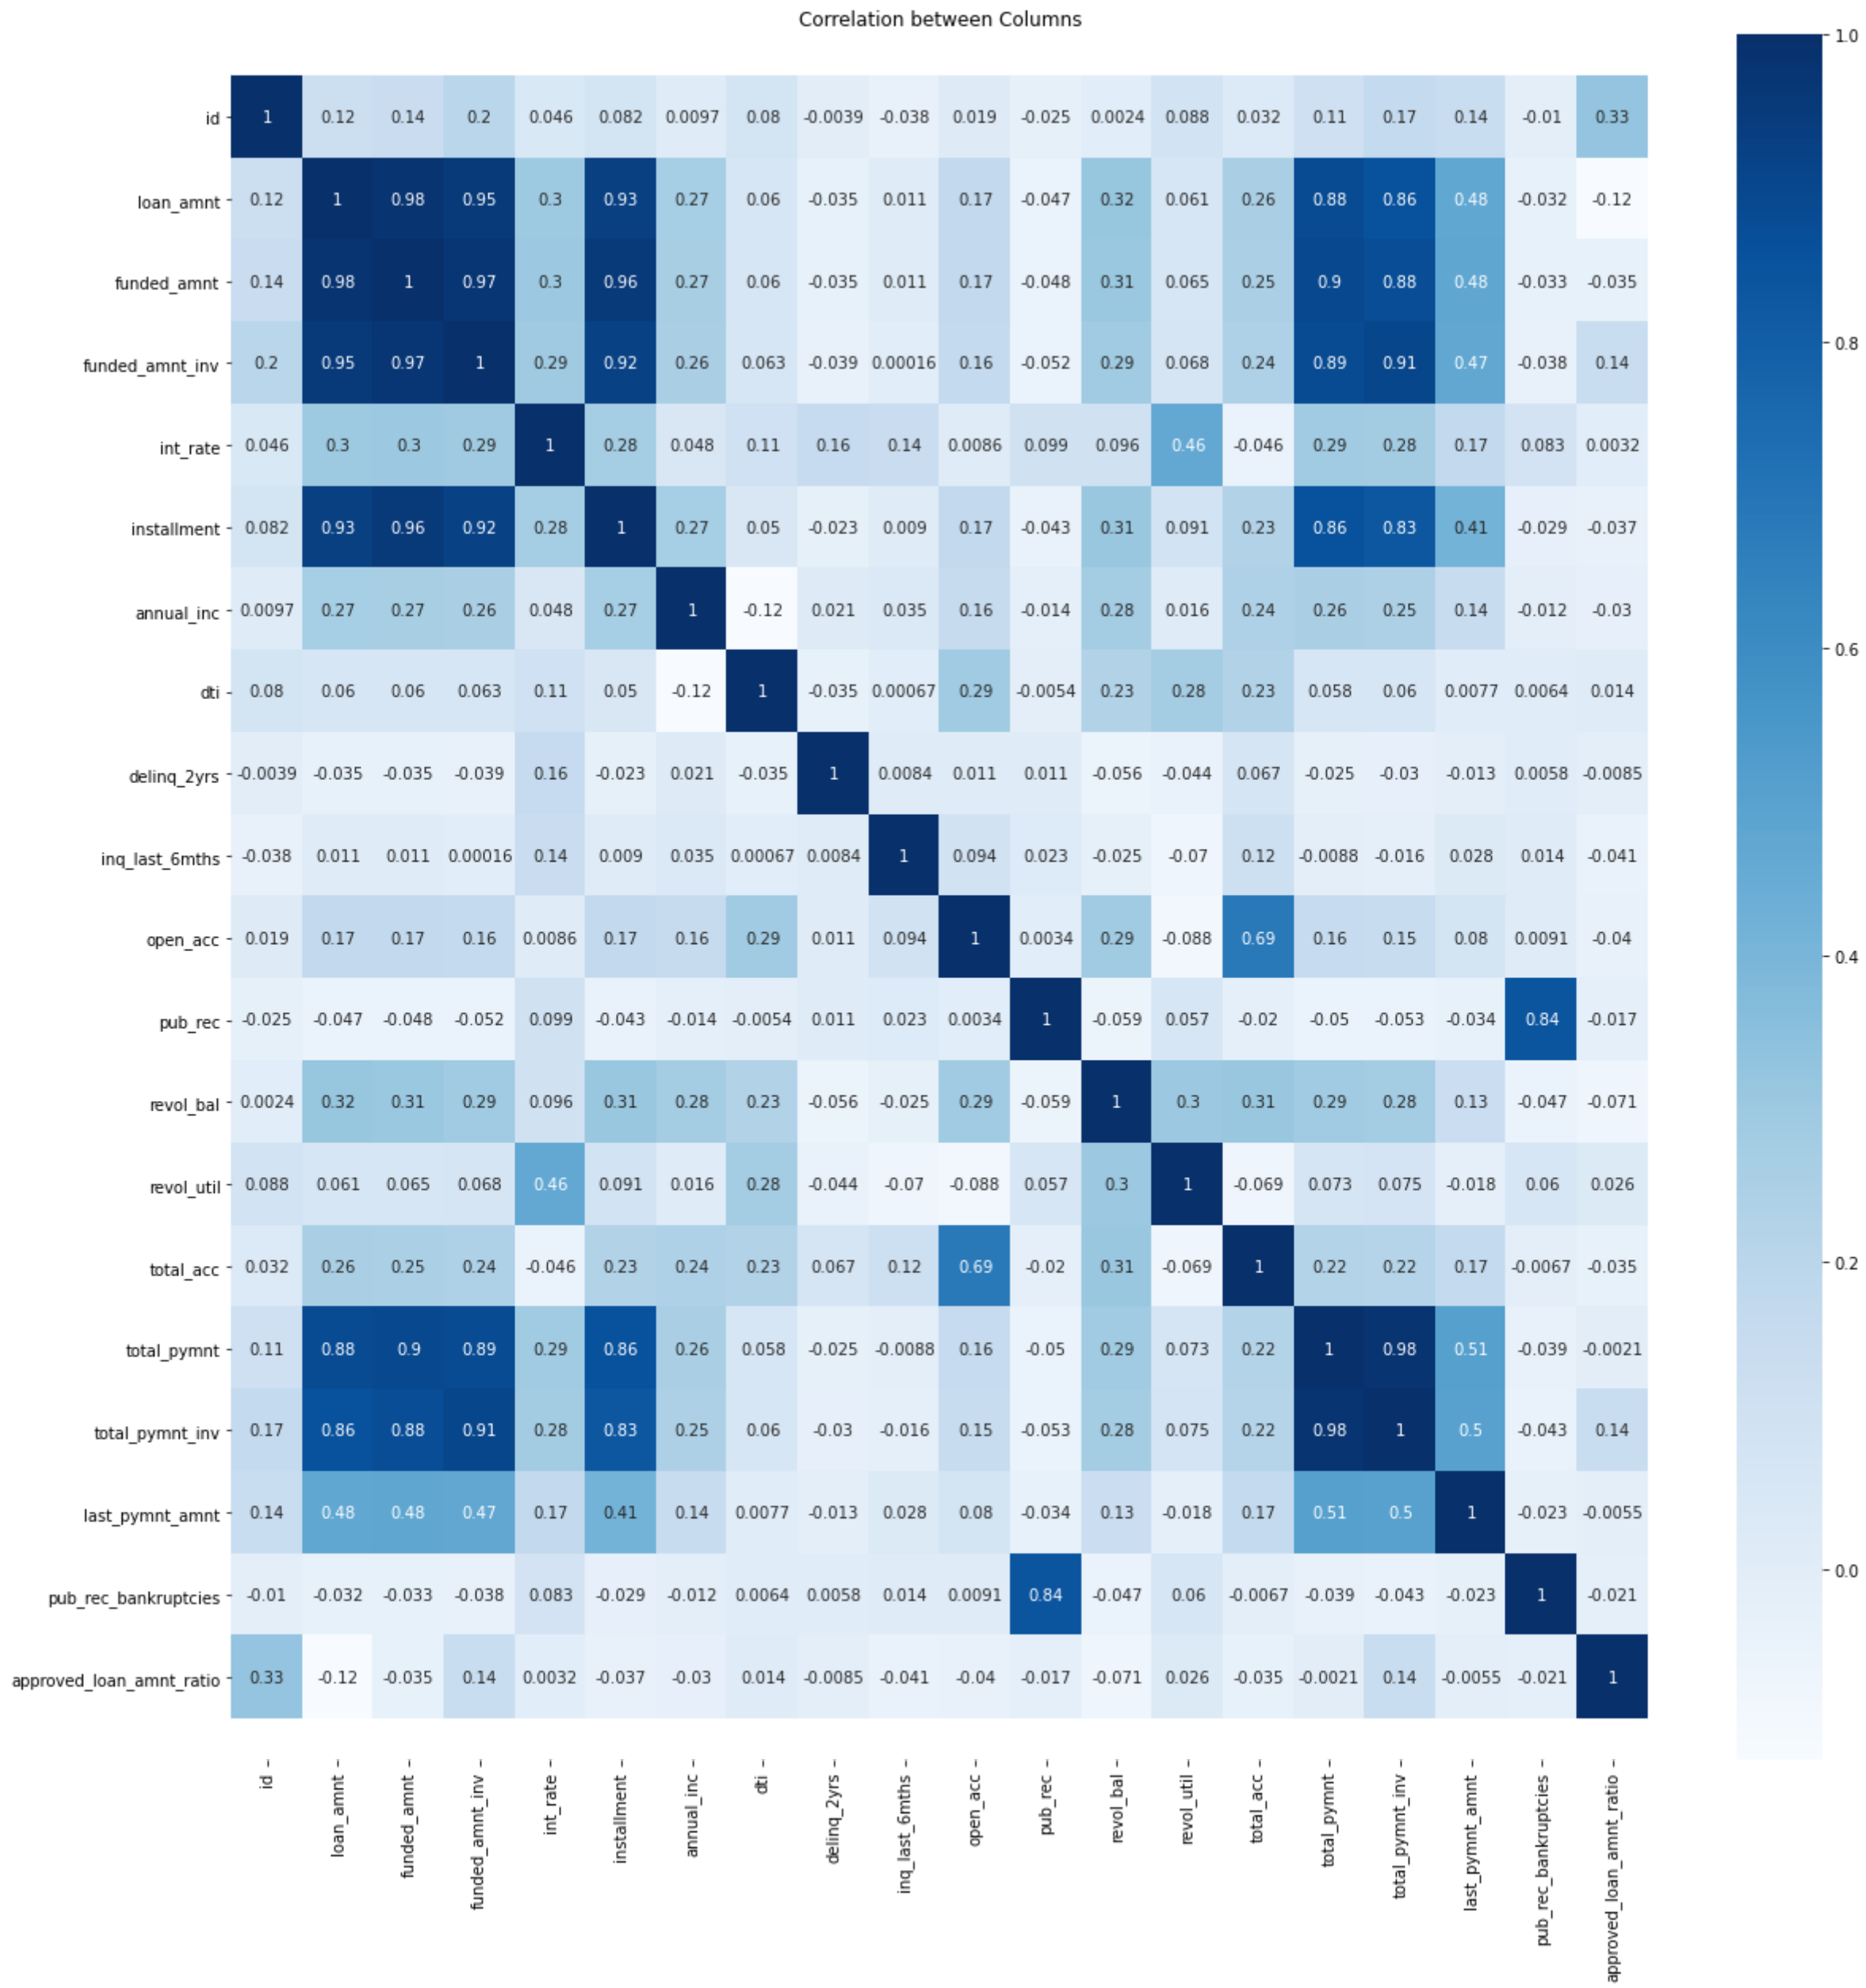 Correlation between Columns
id 1 0.12 0.14 0.2 0.046 0.082 0.0097 0.08 -0.0039 -0.038 0.019 -0.025 0.0024 0.088 0.032 0.11 0.17 0.14 -0.01 0.33
loan_amnt 0.12 1 0.98 0.95 0.3 0.93 0.27 0.06 -0.035 0.011 0.17 -0.047 0.32 0.061 0.26 0.88 0.86 0.48 -0.032 -0.12
funded_amnt 0.14 0.98 1 0.97 0.3 0.96 0.27 0.06 -0.035 0.011 0.17 -0.048 0.31 0.065 0.25 0.9 0.88 0.48 -0.033 -0.035
funded_amnt_inv 0.2 0.95 0.97 1 0.29 0.92 0.26 0.063 -0.039 0.00016 0.16 -0.052 0.29 0.068 0.24 0.89 0.91 0.47 -0.038 0.14
int_rate 0.046 0.3 0.3 0.29 1 0.28 0.048 0.11 0.16 0.14 0.0086 0.099 0.096 0.46 -0.046 0.29 0.28 0.17 0.083 0.0032
installment 0.082 0.93 0.96 0.92 0.28 1 0.27 0.05 -0.023 0.009 0.17 -0.043 0.31 0.091 0.23 0.86 0.83 0.41 -0.029 -0.037
annual_inc 0.0097 0.27 0.27 0.26 0.048 0.27 1 -0.12 0.021 0.035 0.16 -0.014 0.28 0.016 0.24 0.26 0.25 0.14 -0.012 -0.03
dti 0.08 0.06 0.06 0.063 0.11 0.05 -0.12 1 -0.035 0.00067 0.29 -0.0054 0.23 0.28 0.23 0.058 0.06 0.0077 0.0064 0.014
delinq_2yrs -0.0039 -0.035 -0.035 -0.039 0.16 -0.023 0.021 -0.035 1 0.0084 0.011 0.011 -0.056 -0.044 0.067 -0.025 -0.03 -0.013 0.0058 -0.0085
inq_last_6mths -0.038 0.011 0.011 0.00016 0.14 0.009 0.035 0.00067 0.0084 1 0.094 0.023 -0.025 -0.07 0.12 -0.0088 -0.016 0.028 0.014 -0.041
open_acc 0.019 0.17 0.17 0.16 0.0086 0.17 0.16 0.29 0.011 0.094 1 0.0034 0.29 -0.088 0.69 0.16 0.15 0.08 0.0091 -0.04
pub_rec -0.025 -0.047 -0.048 -0.052 0.099 -0.043 -0.014 -0.0054 0.011 0.023 0.0034 1 -0.059 0.057 -0.02 -0.05 -0.053 -0.034 0.84 -0.017
revol_bal 0.0024 0.32 0.31 0.29 0.096 0.31 0.28 0.23 -0.056 -0.025 0.29 -0.059 1 0.3 0.31 0.29 0.28 0.13 -0.047 -0.071
revol_util 0.088 0.061 0.065 0.068 0.46 0.091 0.016 0.28 -0.044 -0.07 -0.088 0.057 0.3 1 -0.069 0.073 0.075 -0.018 0.06 0.026
total_acc 0.032 0.26 0.25 0.24 -0.046 0.23 0.24 0.23 0.067 0.12 0.69 -0.02 0.31 -0.069 1 0.22 0.22 0.17 -0.0067 -0.035
total_pymnt 0.11 0.88 0.9 0.89 0.29 0.86 0.26 0.058 -0.025 -0.0088 0.16 -0.05 0.29 0.073 0.22 1 0.98 0.51 -0.039 -0.0021
total_pymnt_inv 0.17 0.86 0.88 0.91 0.28 0.83 0.25 0.06 -0.03 -0.016 0.15 -0.053 0.28 0.075 0.22 0.98 1 0.5 -0.043 0.14
last_pymnt_amnt 0.14 0.48 0.48 0.47 0.17 0.41 0.14 0.0077 -0.013 0.028 0.08 -0.034 0.13 -0.018 0.17 0.51 0.5 1 -0.023 -0.0055
pub_rec_bankruptcies -0.01 -0.032 -0.033 -0.038 0.083 -0.029 -0.012 0.0064 0.0058 0.014 0.0091 0.84 -0.047 0.06 -0.0067 -0.039 -0.043 -0.023 1 -0.021
approved_loan_amnt_ratio 0.33 -0.12 -0.035 0.14 0.0032 -0.037 -0.03 0.014 -0.0085 -0.041 -0.04 -0.017 -0.071 0.026 -0.035 -0.0021 0.14 -0.0055 -0.021 1
id
loan_amnt
funded_amnt
funded_amnt_inv
int_rate
installment
annual_inc
dti
delinq_2yrs
inq_last_6mths
open_acc
pub_rec
revol_bal
revol_util
total_acc
total_pymnt
total_pymnt_inv
last_pymnt_amnt
pub_rec_bankruptcies
approved_loan_amnt_ratio
1.0
0.8
0.6
0.4
0.2
0.0